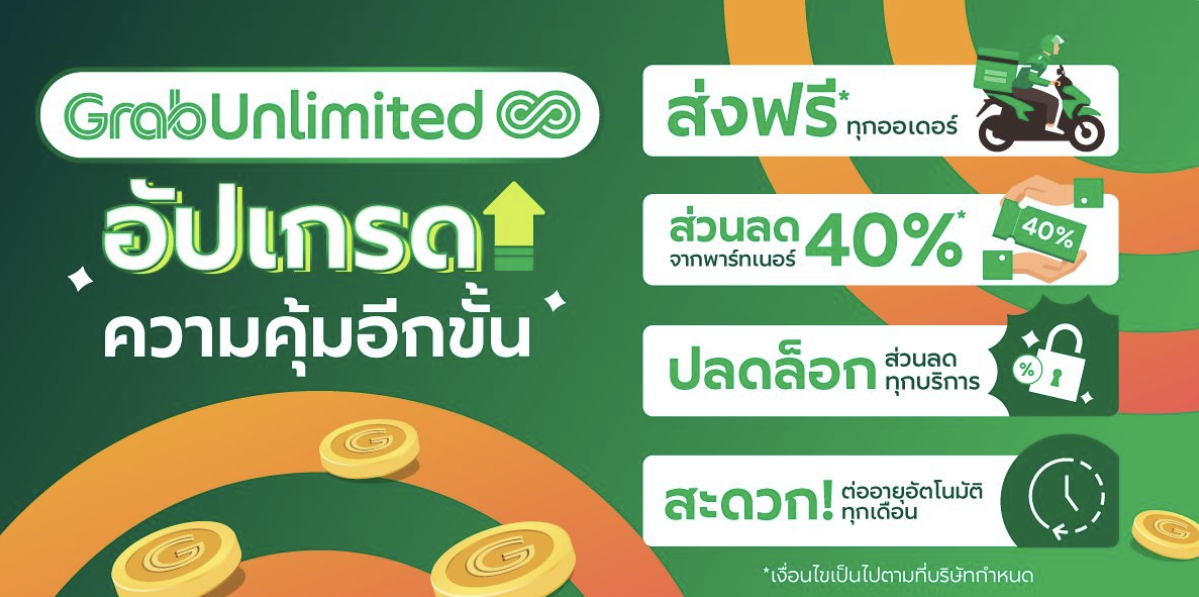 GrabUnlimited
อัปเกรด
ความคุ้มอีกขั้น
ส่งฟรี* ทุกออเดอร์
ส่วนลด
จากพาร์ทเนอร์
40%*
40%
ปลดล็อก
ส่วนลด
ทุกบริการ
%
สะดวก!
ต่ออายุอัตโนมัติ
ทุกเดือน
*เงื่อนไขเป็นไปตามที่บริษัทกำหนด
G
G
G
G